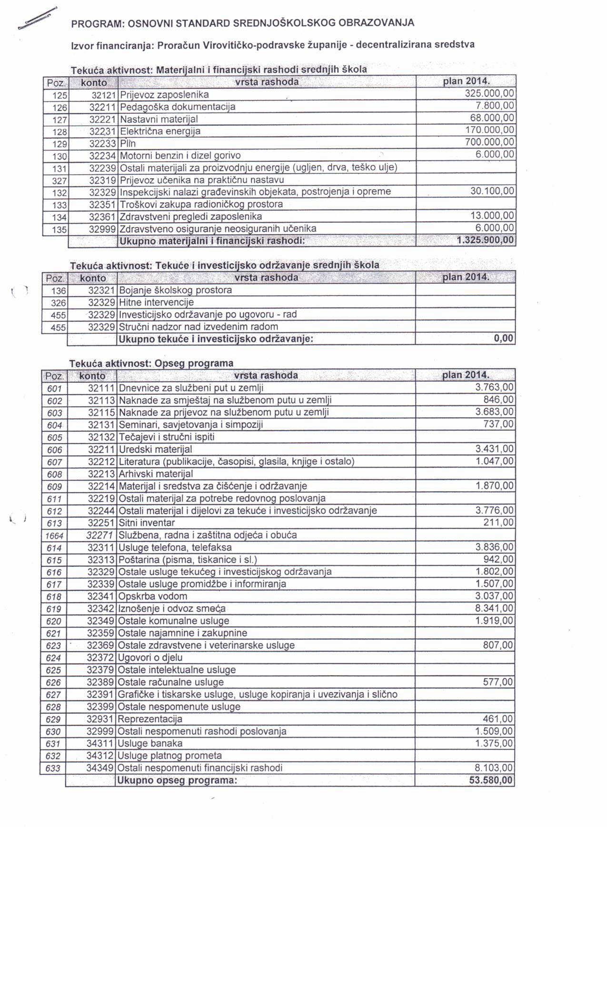 PROGRAM: OSNOVNI STANDARD SREDNJOŠKOLSKOG OBRAZOVANJA
Izvor financiranja: Proračun Virovitičko-podravske županije - decentralizirana sredstva
Tekuća aktivnost: Materijalni i financijski rashodi srednjih škola
Poz. konto vrsta rashoda plan 2014.
125 32121 Prijevoz zaposlenika 325.000,00
126 32211 Pedagoška dokumentacija 7.800,00
127 32221 Nastavni materijal 68.000,00
128 32231 Električna energija 170.000,00
129 32233 Plin 700.000,00
130 32234 Motorni benzin i dizel gorivo 6.000,00
131 32239 Ostali materijali za proizvodnju energije (ugljen, drva, teško ulje)
327 32319 Prijevoz učenika na praktičnu nastavu
132 32329 Inspekcijski nalazi građevinskih objekata, postrojenja i opreme 30.100,00
133 32351 Troškovi zakupa radioničkog prostora
134 32361 Zdravstveni pregledi zaposlenika 13.000,00
135 32999 Zdravstveno osiguranje neosiguranih učenika 6.000,00
Ukupno materijalni i financijski rashodi: 1.325.900,00
Tekuća aktivnost: Tekuće i investicijsko održavanje srednjih škola
Poz. konto vrsta rashoda plan 2014.
136 32321 Bojanje školskog prostora
326 32329 Hitne intervencije
455 32329 Investicijsko održavanje po ugovoru - rad
455 32329 Stručni nadzor nad izvedenim radom
Ukupno tekuće i investicijsko održavanje: 0,00
Tekuća aktivnost: Opseg programa
Poz. konto vrsta rashoda plan 2014.
601 32111 Dnevnice za službeni put u zemlji 3.763,00
602 32113 Naknade za smještaj na službenom putu u zemlji 846,00
603 32115 Naknade za prijevoz na službenom putu u zemlji 3.683,00
604 32131 Seminari, savjetovanja i simpoziji 737,00
605 32132 Tečajevi i stručni ispiti
606 32211 Uredski materijal 3.431,00
607 32212 Literatura (publikacije, časopisi, glasila, knjige i ostalo) 1.047,00
608 32213 Arhivski materijal
609 32214 Materijal i sredstva za čišćenje i održavanje 1.870,00
611 32219 Ostali materijal za potrebe redovnog poslovanja
612 32244 Ostali materijal i dijelovi za tekuće i investicijsko održavanje 3.776,00
613 32251 Sitni inventar 211,00
1664 32271 Službena, radna i zaštitna odjeća i obuća
614 32311 Usluge telefona, telefaksa 3.836,00
615 32313 Poštarina (pisma, tiskanice i sl.) 942,00
616 32329 Ostale usluge tekućeg i investicijskog održavanja 1.802,00
617 32339 Ostale usluge promidžbe i informiranja 1.507,00
618 32341 Opskrba vodom 3.037,00
619 32342 Iznošenje i odvoz smeća 8.341,00
620 32349 Ostale komunalne usluge 1.919,00
621 32359 Ostale najamnine i zakupnine
623 32369 Ostale zdravstvene i veterinarske usluge 807,00
624 32372 Ugovori o djelu
625 32379 Ostale intelektualne usluge
626 32389 Ostale računalne usluge 577,00
627 32391 Grafičke i tiskarske usluge, usluge kopiranja i uvezivanja i slično
628 32399 Ostale nespomenute usluge
629 32931 Reprezentacija 461,00
630 32999 Ostali nespomenuti rashodi poslovanja 1.509,00
631 34311 Usluge banaka 1.375,00
632 34312 Usluge platnog prometa
633 34349 Ostali nespomenuti financijski rashodi 8.103,00
Ukupno opseg programa: 53.580,00